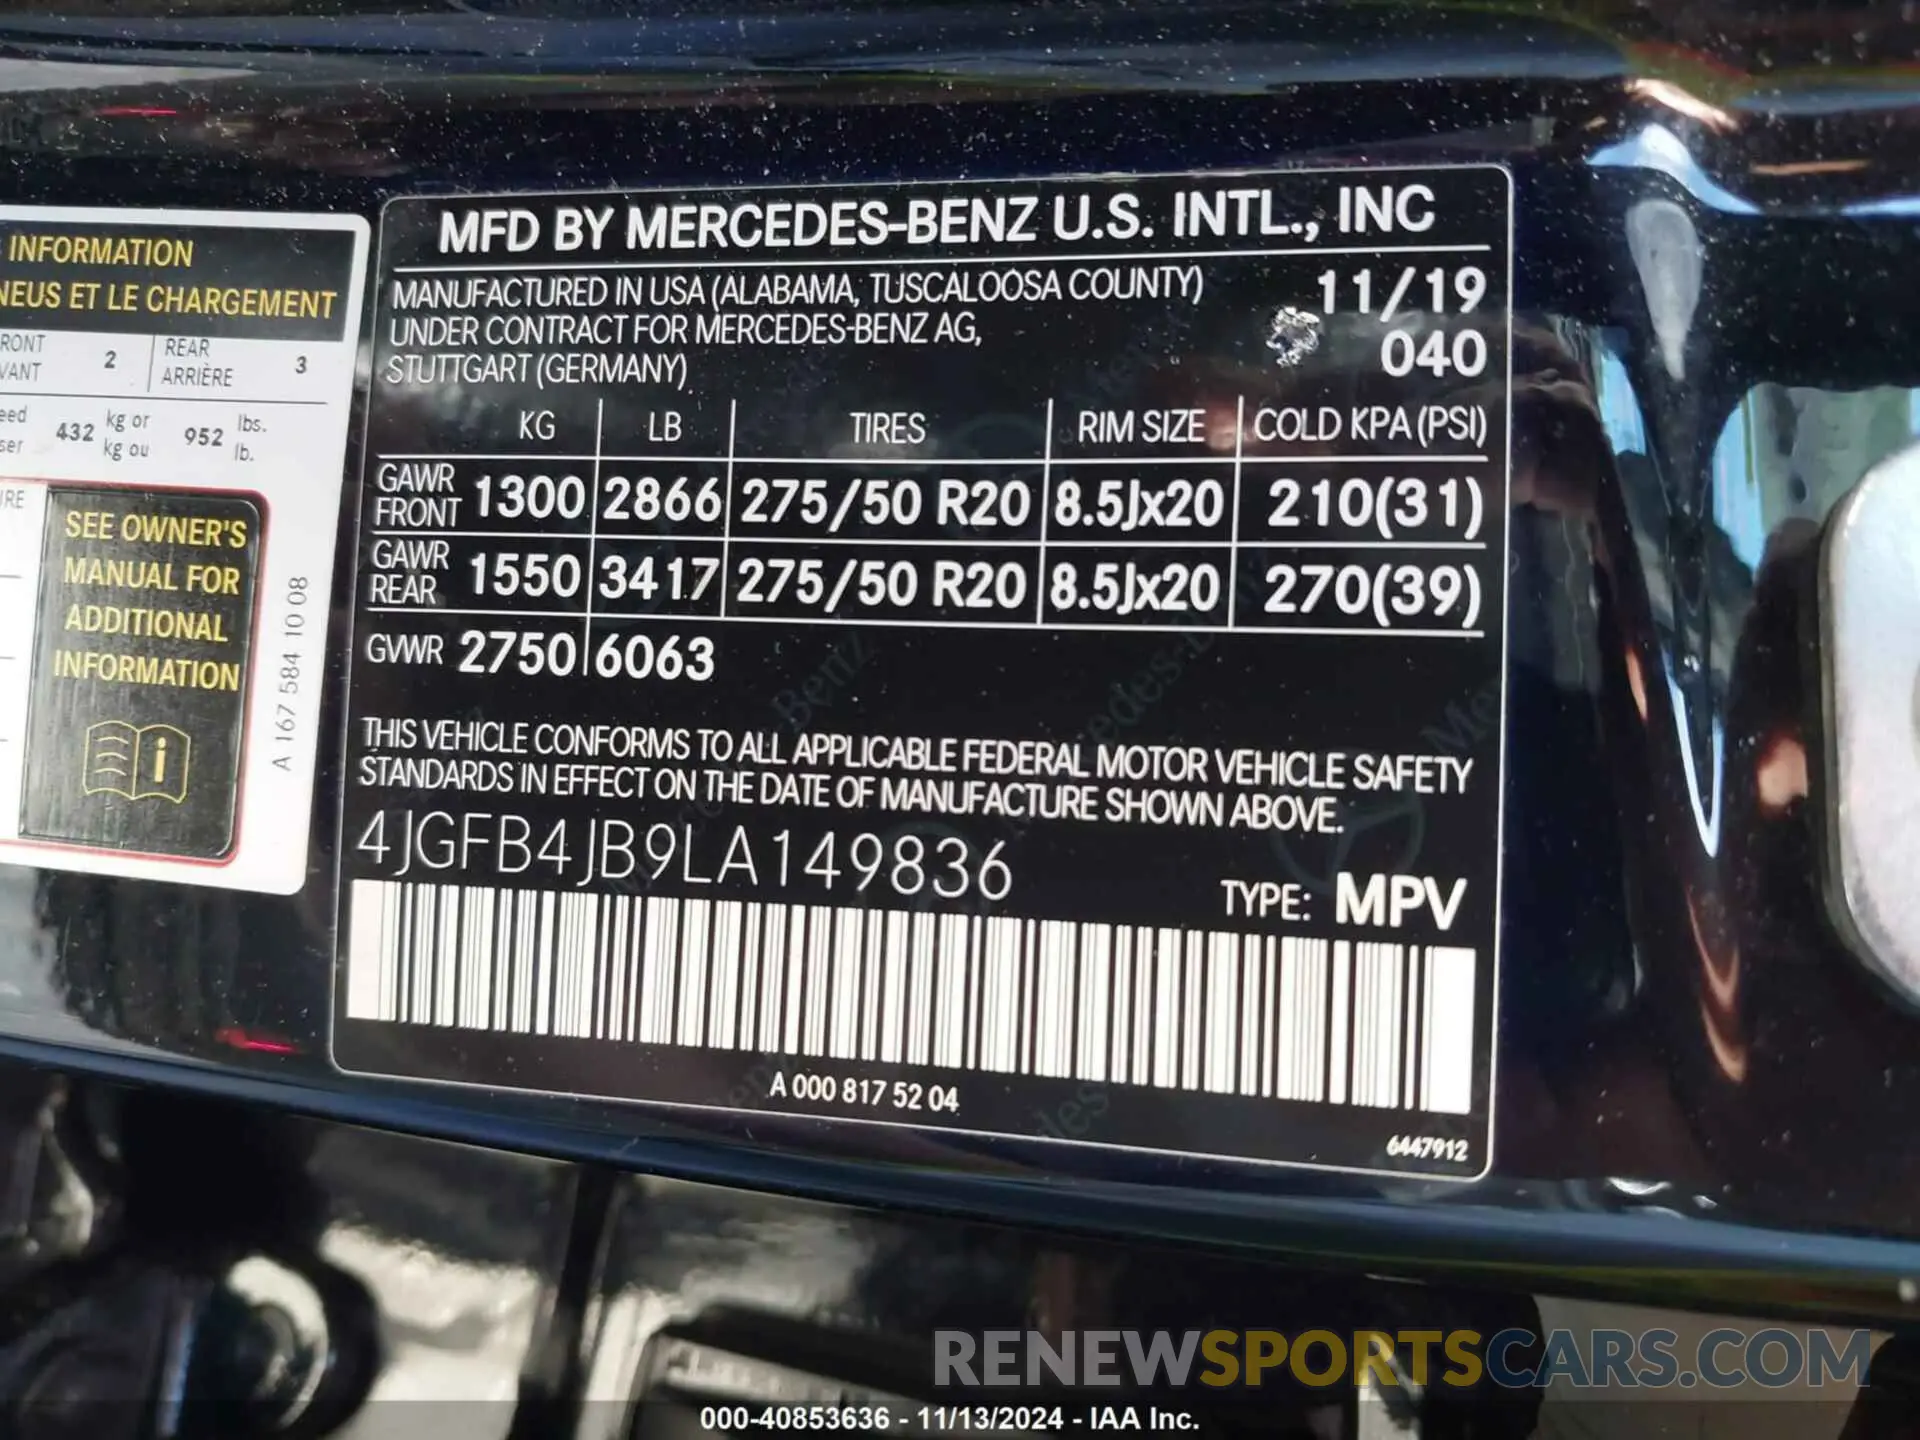 INFORMATION
NEUS ET LE CHARGEMENT
RONT
VANT
2
REAR
ARRIÈRE
3
432
kg or
kg ou
952
lbs.
lb.
SEE OWNER'S
MANUAL FOR
ADDITIONAL
INFORMATION
i
A 167 584 10 08
MFD BY MERCEDES-BENZ U.S. INTL., INC
MANUFACTURED IN USA (ALABAMA, TUSCALOOSA COUNTY) 11/19
UNDER CONTRACT FOR MERCEDES-BENZ AG, 040
STUTTGART (GERMANY)
KG LB TIRES RIM SIZE COLD KPA (PSI)
GAWR FRONT 1300 2866 275/50 R20 8.5Jx20 210(31)
GAWR REAR 1550 3417 275/50 R20 8.5Jx20 270(39)
GVWR 2750 6063
THIS VEHICLE CONFORMS TO ALL APPLICABLE FEDERAL MOTOR VEHICLE SAFETY
STANDARDS IN EFFECT ON THE DATE OF MANUFACTURE SHOWN ABOVE.
4JGFB4JB9LA149836
TYPE: MPV
A 000 817 52 04
6447912
RENEWSPORTSCARS.COM
000-40853636 - 11/13/2024 - IAA Inc.